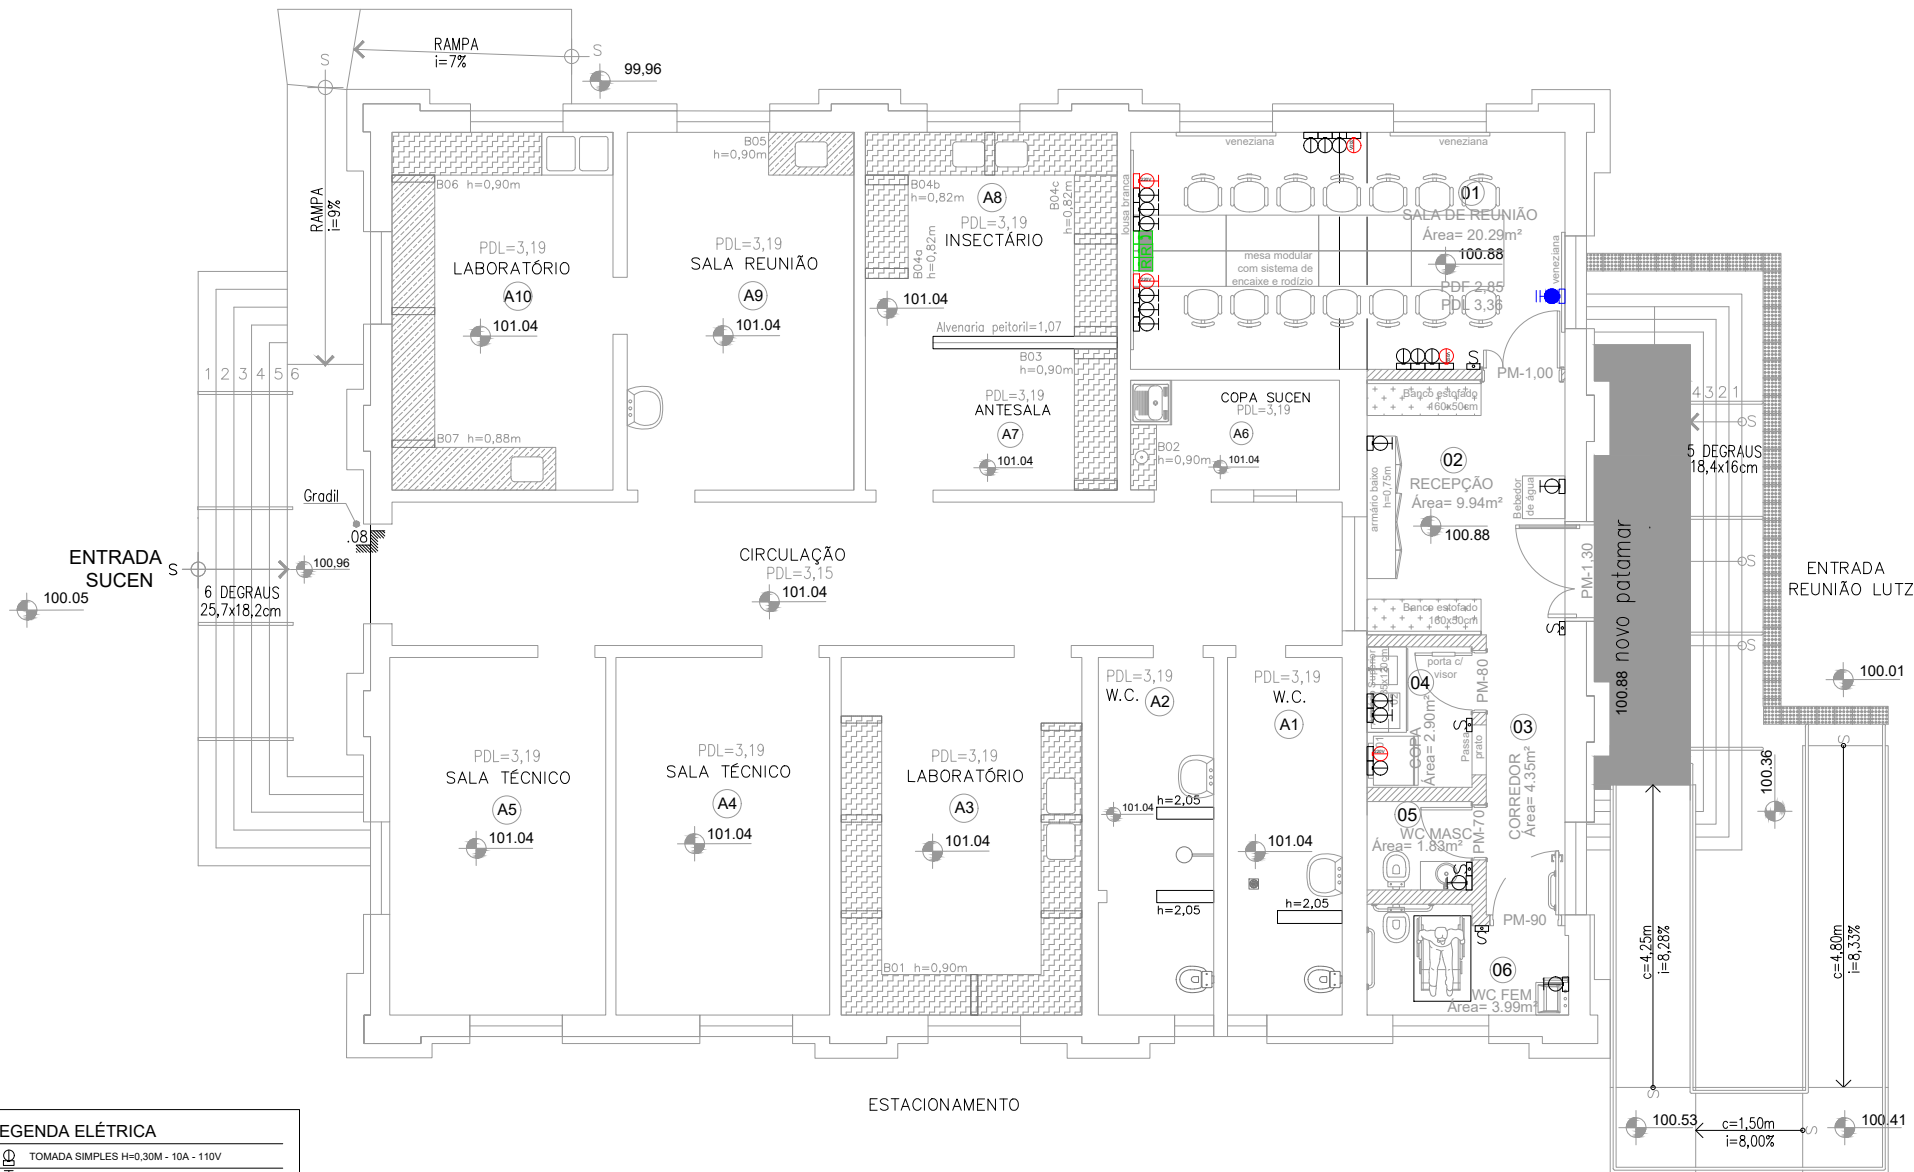 RAMPA
i=7%
S
S
99,96
RAMPA
i=9%
B05
h=0,90m
B06 h=0,90m
PDL=3,19
LABORATÓRIO
A10
101.04
B07 h=0,88m
PDL=3,19
SALA REUNIÃO
A9
101.04
B04b
h=0,82m
B04a
h=0,82m
B04c
h=0,82m
A8
PDL=3,19
INSECTÁRIO
101.04
Alvenaria peitoril=1,07
B03
h=0,90m
PDL=3,19
ANTESALA
A7
101.04
COPA SUCEN
PDL=3,19
A6
101.04
B02
h=0,90m
veneziana
veneziana
veneziana
lousa branca
01
SALA DE REUNIÃO
Área= 20.29m²
100.88
PDF 2,85
PDL 3,36
mesa modular
com sistema de
encaixe e rodízio
S
PM-1,00
Banco estofado
160x50cm
armário baixo
h=0,75m
02
RECEPÇÃO
Área= 9.94m²
100.88
Bebedor
de água
PM-1,30
Banco estofado
160x50cm
S
1 2 3 4 5 6
Gradil
.08
ENTRADA
SUCEN
S
100,96
6 DEGRAUS
25,7x18,2cm
100.05
CIRCULAÇÃO
PDL=3,15
101.04
4 3 2 1
S
5 DEGRAUS
18,4x16cm
S
S
100.88 novo patamar
ENTRADA
REUNIÃO LUTZ
100.01
100.36
PDL=3,19
SALA TÉCNICO
A5
101.04
PDL=3,19
SALA TÉCNICO
A4
101.04
PDL=3,19
LABORATÓRIO
A3
101.04
B01 h=0,90m
PDL=3,19
W.C.
A2
101.04
h=2,05
h=2,05
PDL=3,19
W.C.
A1
101.04
h=2,05
porta c/
visor
04
COPA
Área= 2.90m²
Passa
prato
PM-80
S
03
CORREDOR
Área= 4.35m²
05
WC MASC
Área= 1.83m²
PM-70
S
PM-90
S
06
WC FEM
Área= 3.99m²
S
c=4,25m
i=8,28%
c=4,80m
i=8,33%
S
100.53
c=1,50m
i=8,00%
S
100.41
ESTACIONAMENTO
EGENDA ELÉTRICA
TOMADA SIMPLES H=0,30M - 10A - 110V